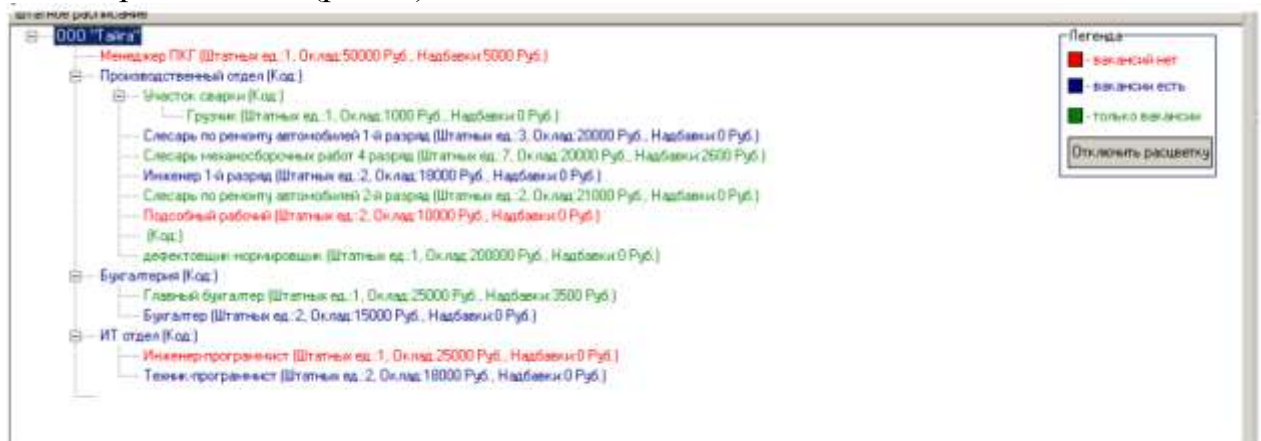 штатное расписание
ООО "Тайга"
Менеджер ПКГ (Штатных ед.:1, Оклад:50000 Руб., Надбавки:5000 Руб.)
Производственный отдел (Код:)
Участок сварки (Код:)
Грузчик (Штатных ед.:1, Оклад:1000 Руб., Надбавки:0 Руб.)
Слесарь по ремонту автомобилей 1-й разряд (Штатных ед.:3, Оклад:20000 Руб., Надбавки:0 Руб.)
Слесарь механосборочных работ 4 разряд (Штатных ед.:7, Оклад:20000 Руб., Надбавки:2600 Руб.)
Инженер 1-й разряд (Штатных ед.:2, Оклад:18000 Руб., Надбавки:0 Руб.)
Слесарь по ремонту автомобилей 2-й разряд (Штатных ед.:2, Оклад:21000 Руб., Надбавки:0 Руб.)
Подсобный рабочий (Штатных ед.:2, Оклад:10000 Руб., Надбавки:0 Руб.)
(Код:)
дефектовщик-нормировщик (Штатных ед.:1, Оклад:200000 Руб., Надбавки:0 Руб.)
Бухгалтерия (Код:)
Главный бухгалтер (Штатных ед.:1, Оклад:25000 Руб., Надбавки:3500 Руб.)
Бухгалтер (Штатных ед.:2, Оклад:15000 Руб., Надбавки:0 Руб.)
ИТ отдел (Код:)
Инженер-программист (Штатных ед.:1, Оклад:25000 Руб., Надбавки:0 Руб.)
Техник-программист (Штатных ед.:2, Оклад:18000 Руб., Надбавки:0 Руб.)
Легенда
- вакансий нет
- вакансии есть
- только вакансии
Отключить расцветку